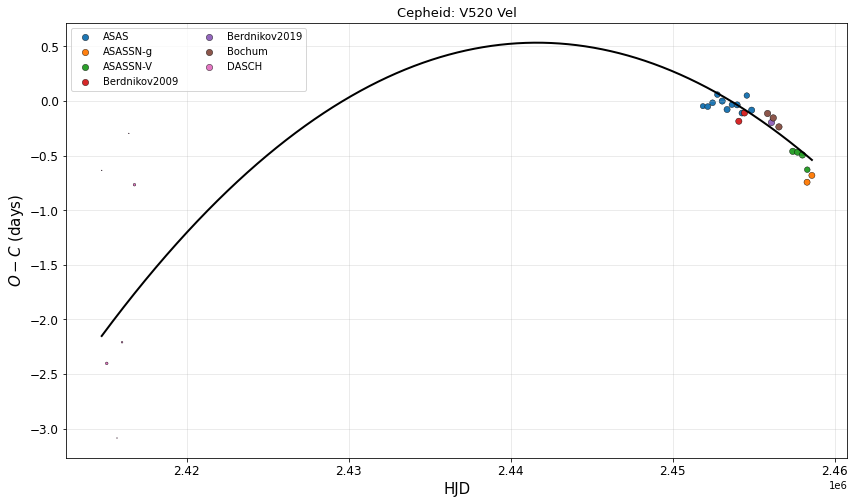 Cepheid: V520 Vel
ASAS
ASASSN-g
ASASSN-V
Berdnikov2009
Berdnikov2019
Bochum
DASCH
0.5
0.0
−0.5
−1.0
−1.5
−2.0
−2.5
−3.0
O − C (days)
2.42
2.43
2.44
2.45
2.46
1e6
HJD